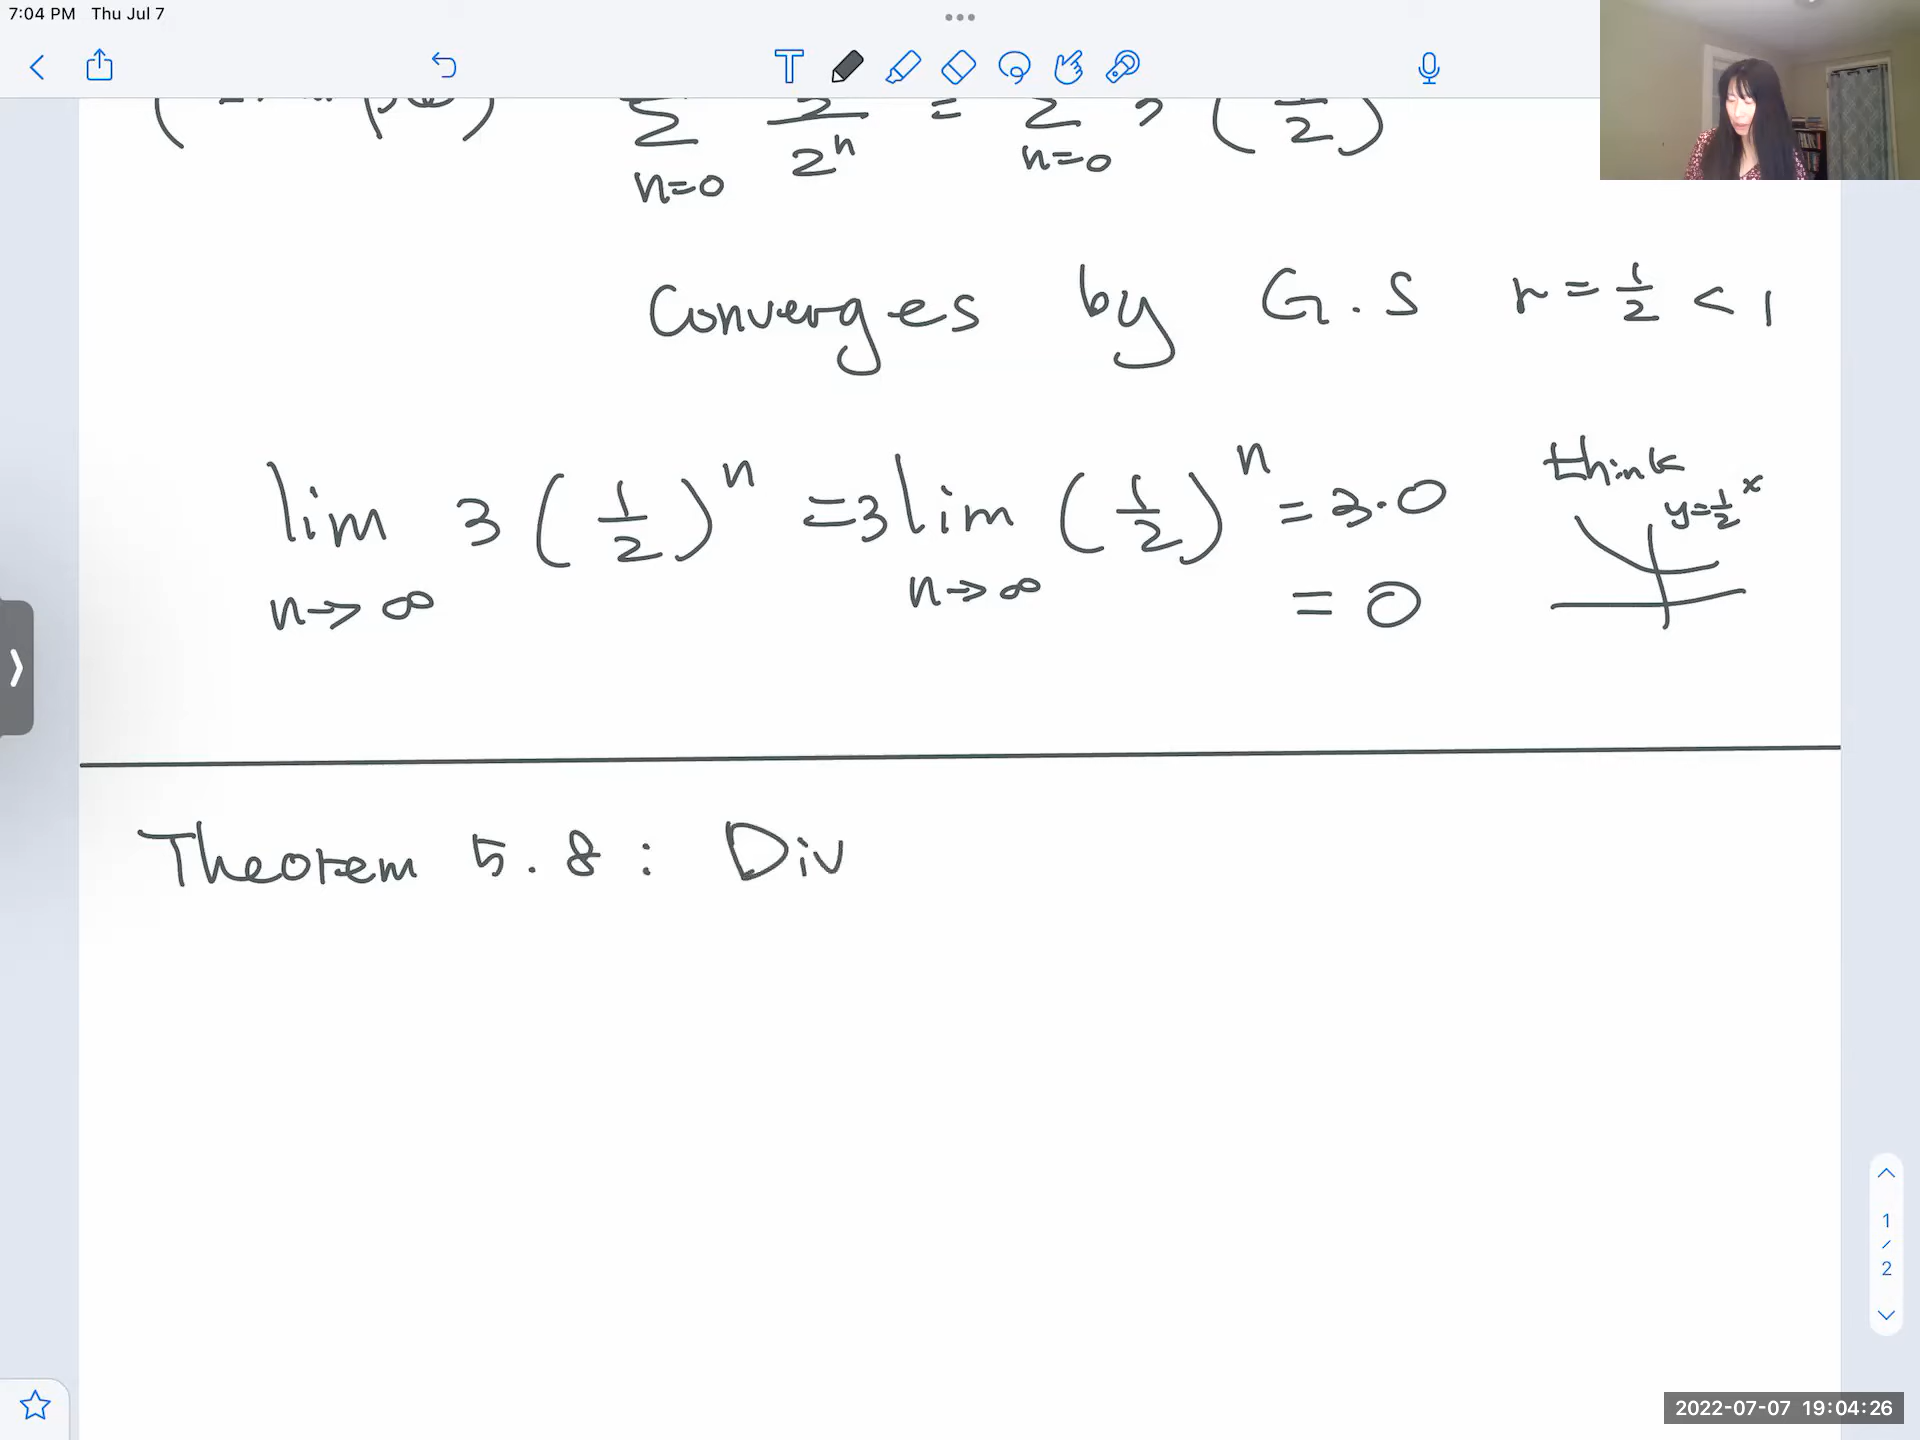 7:04 PM Thu Jul 7
n=0 2ⁿ = n=0 (1/2)
Converges by G.S r = 1/2 < 1
lim n→∞ 3 (1/2)ⁿ = 3 lim n→∞ (1/2)ⁿ = 3·0
= 0
think
y=1/2ˣ
Theorem 5.8 : Div
1
/
2
2022-07-07 19:04:26